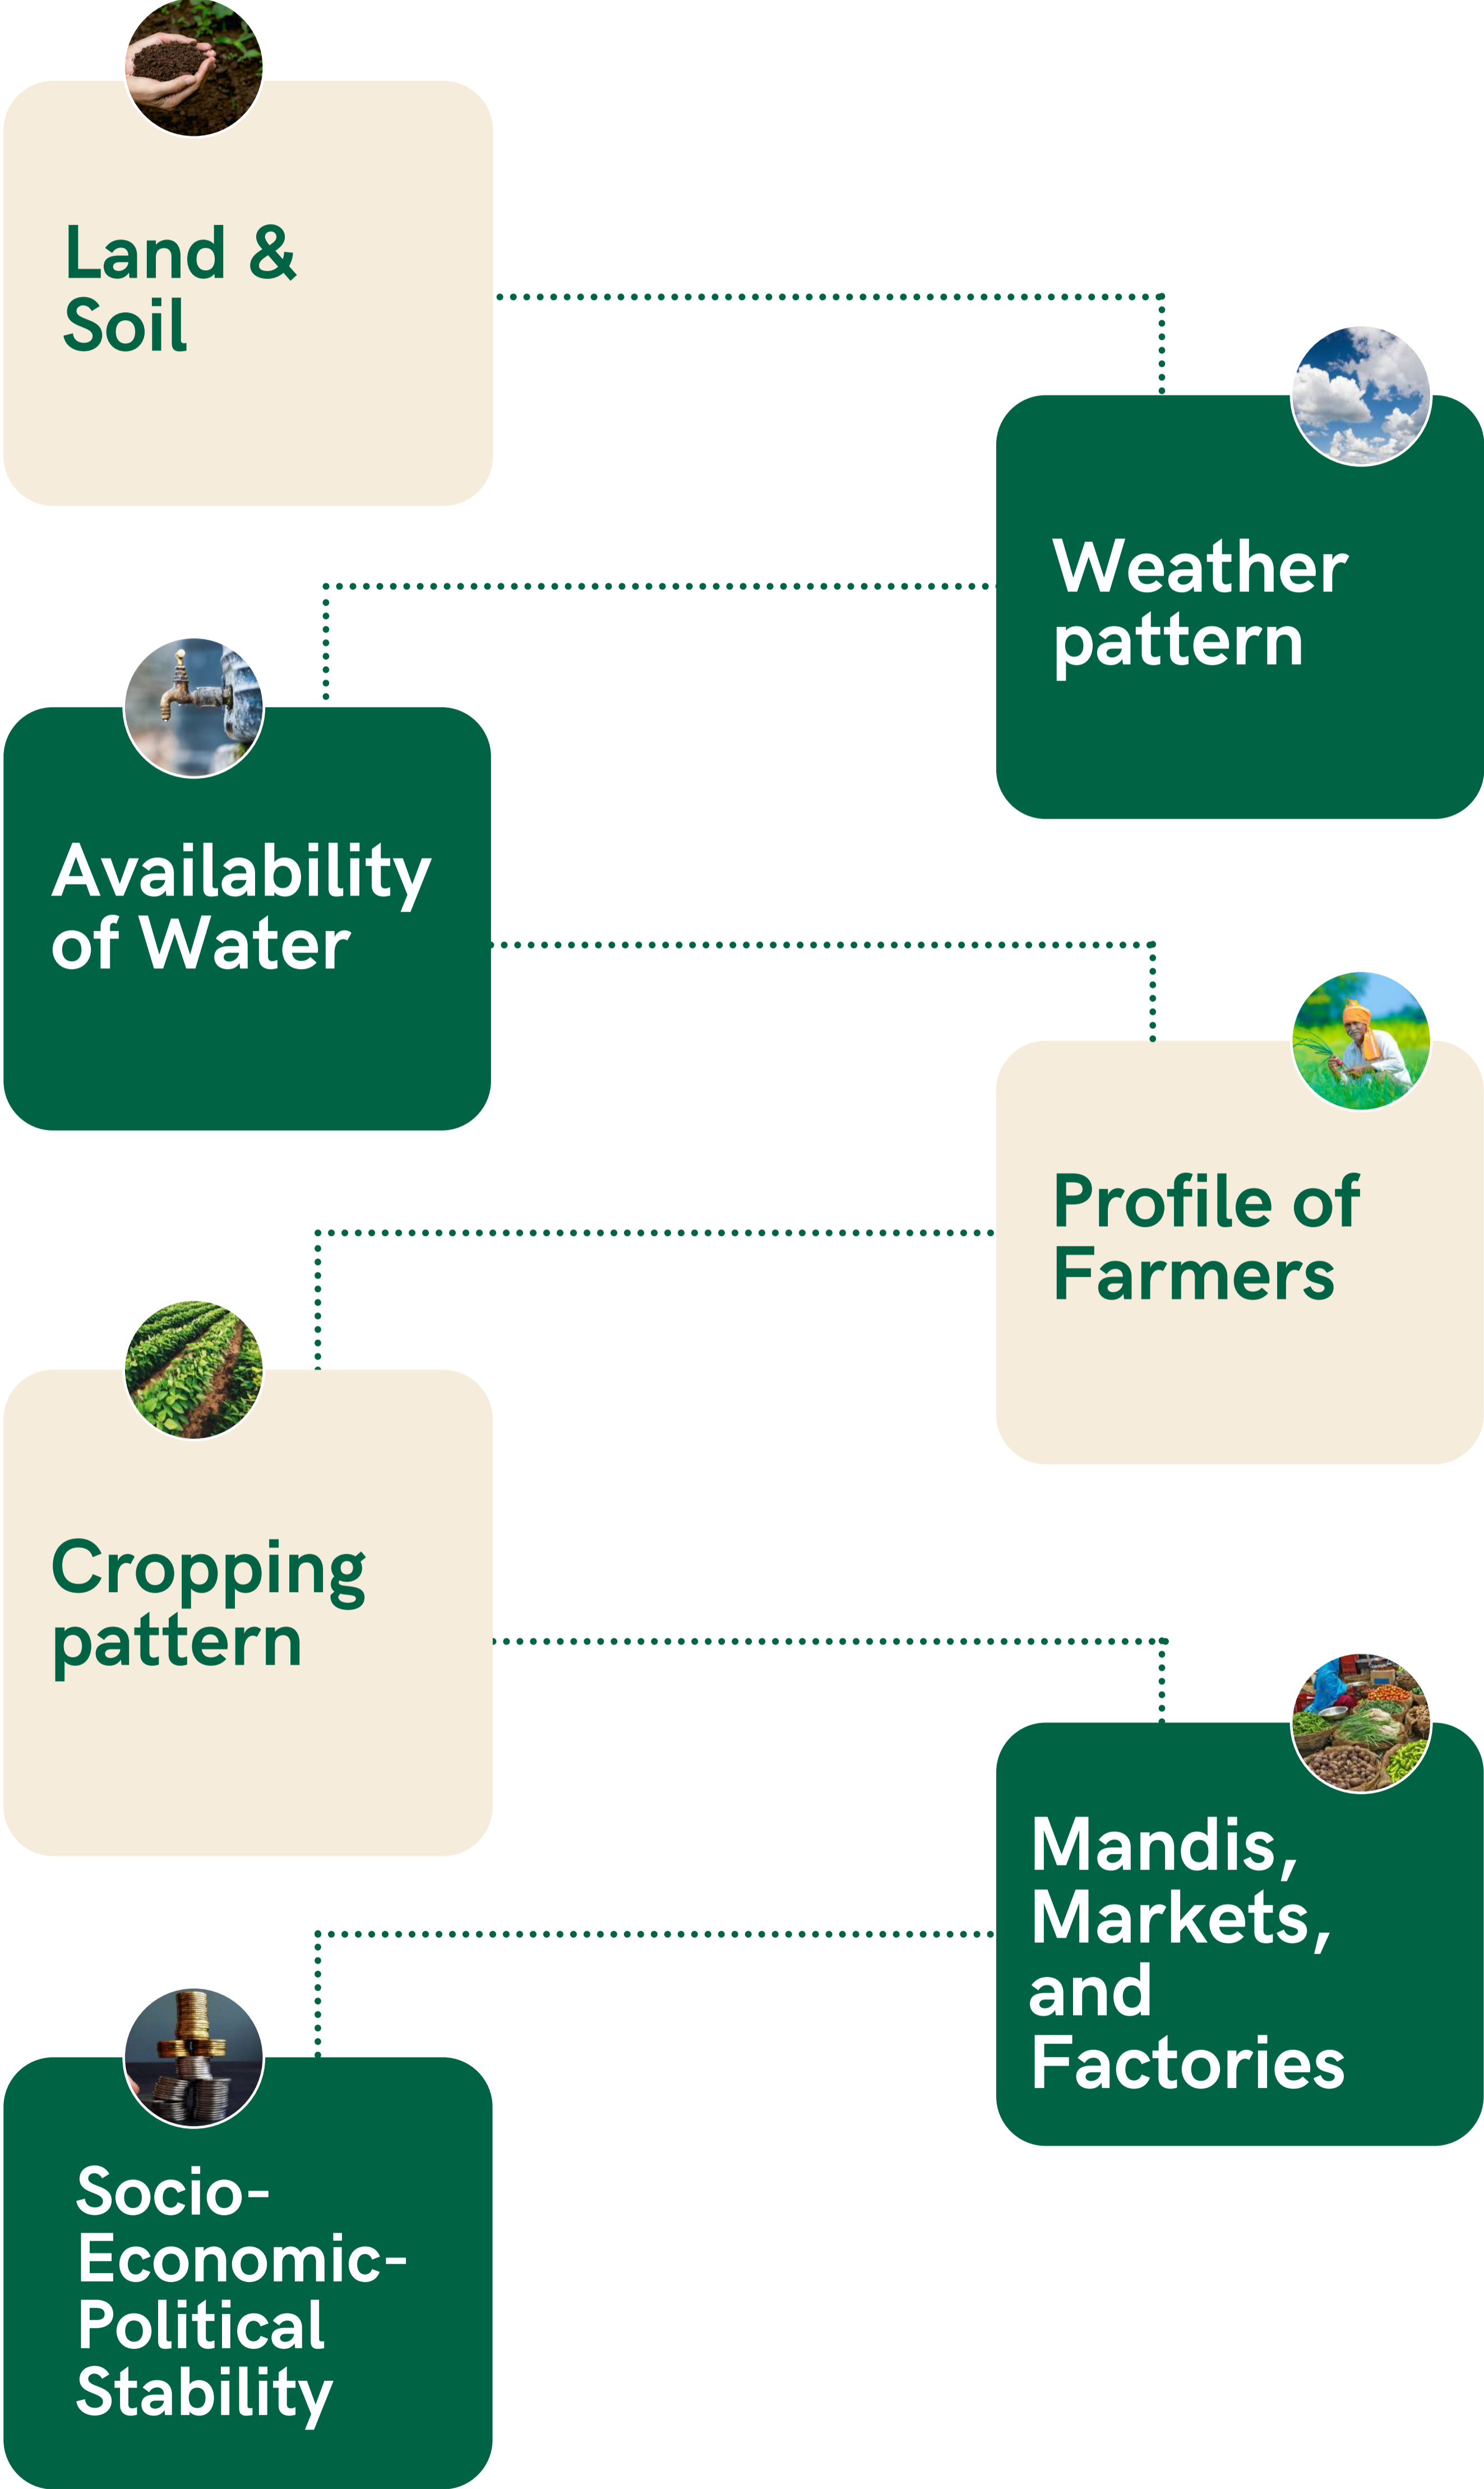 Land &
Soil
Weather
pattern
Availability
of Water
Profile of
Farmers
Cropping
pattern
Mandis,
Markets,
and
Factories
Socio-
Economic-
Political
Stability